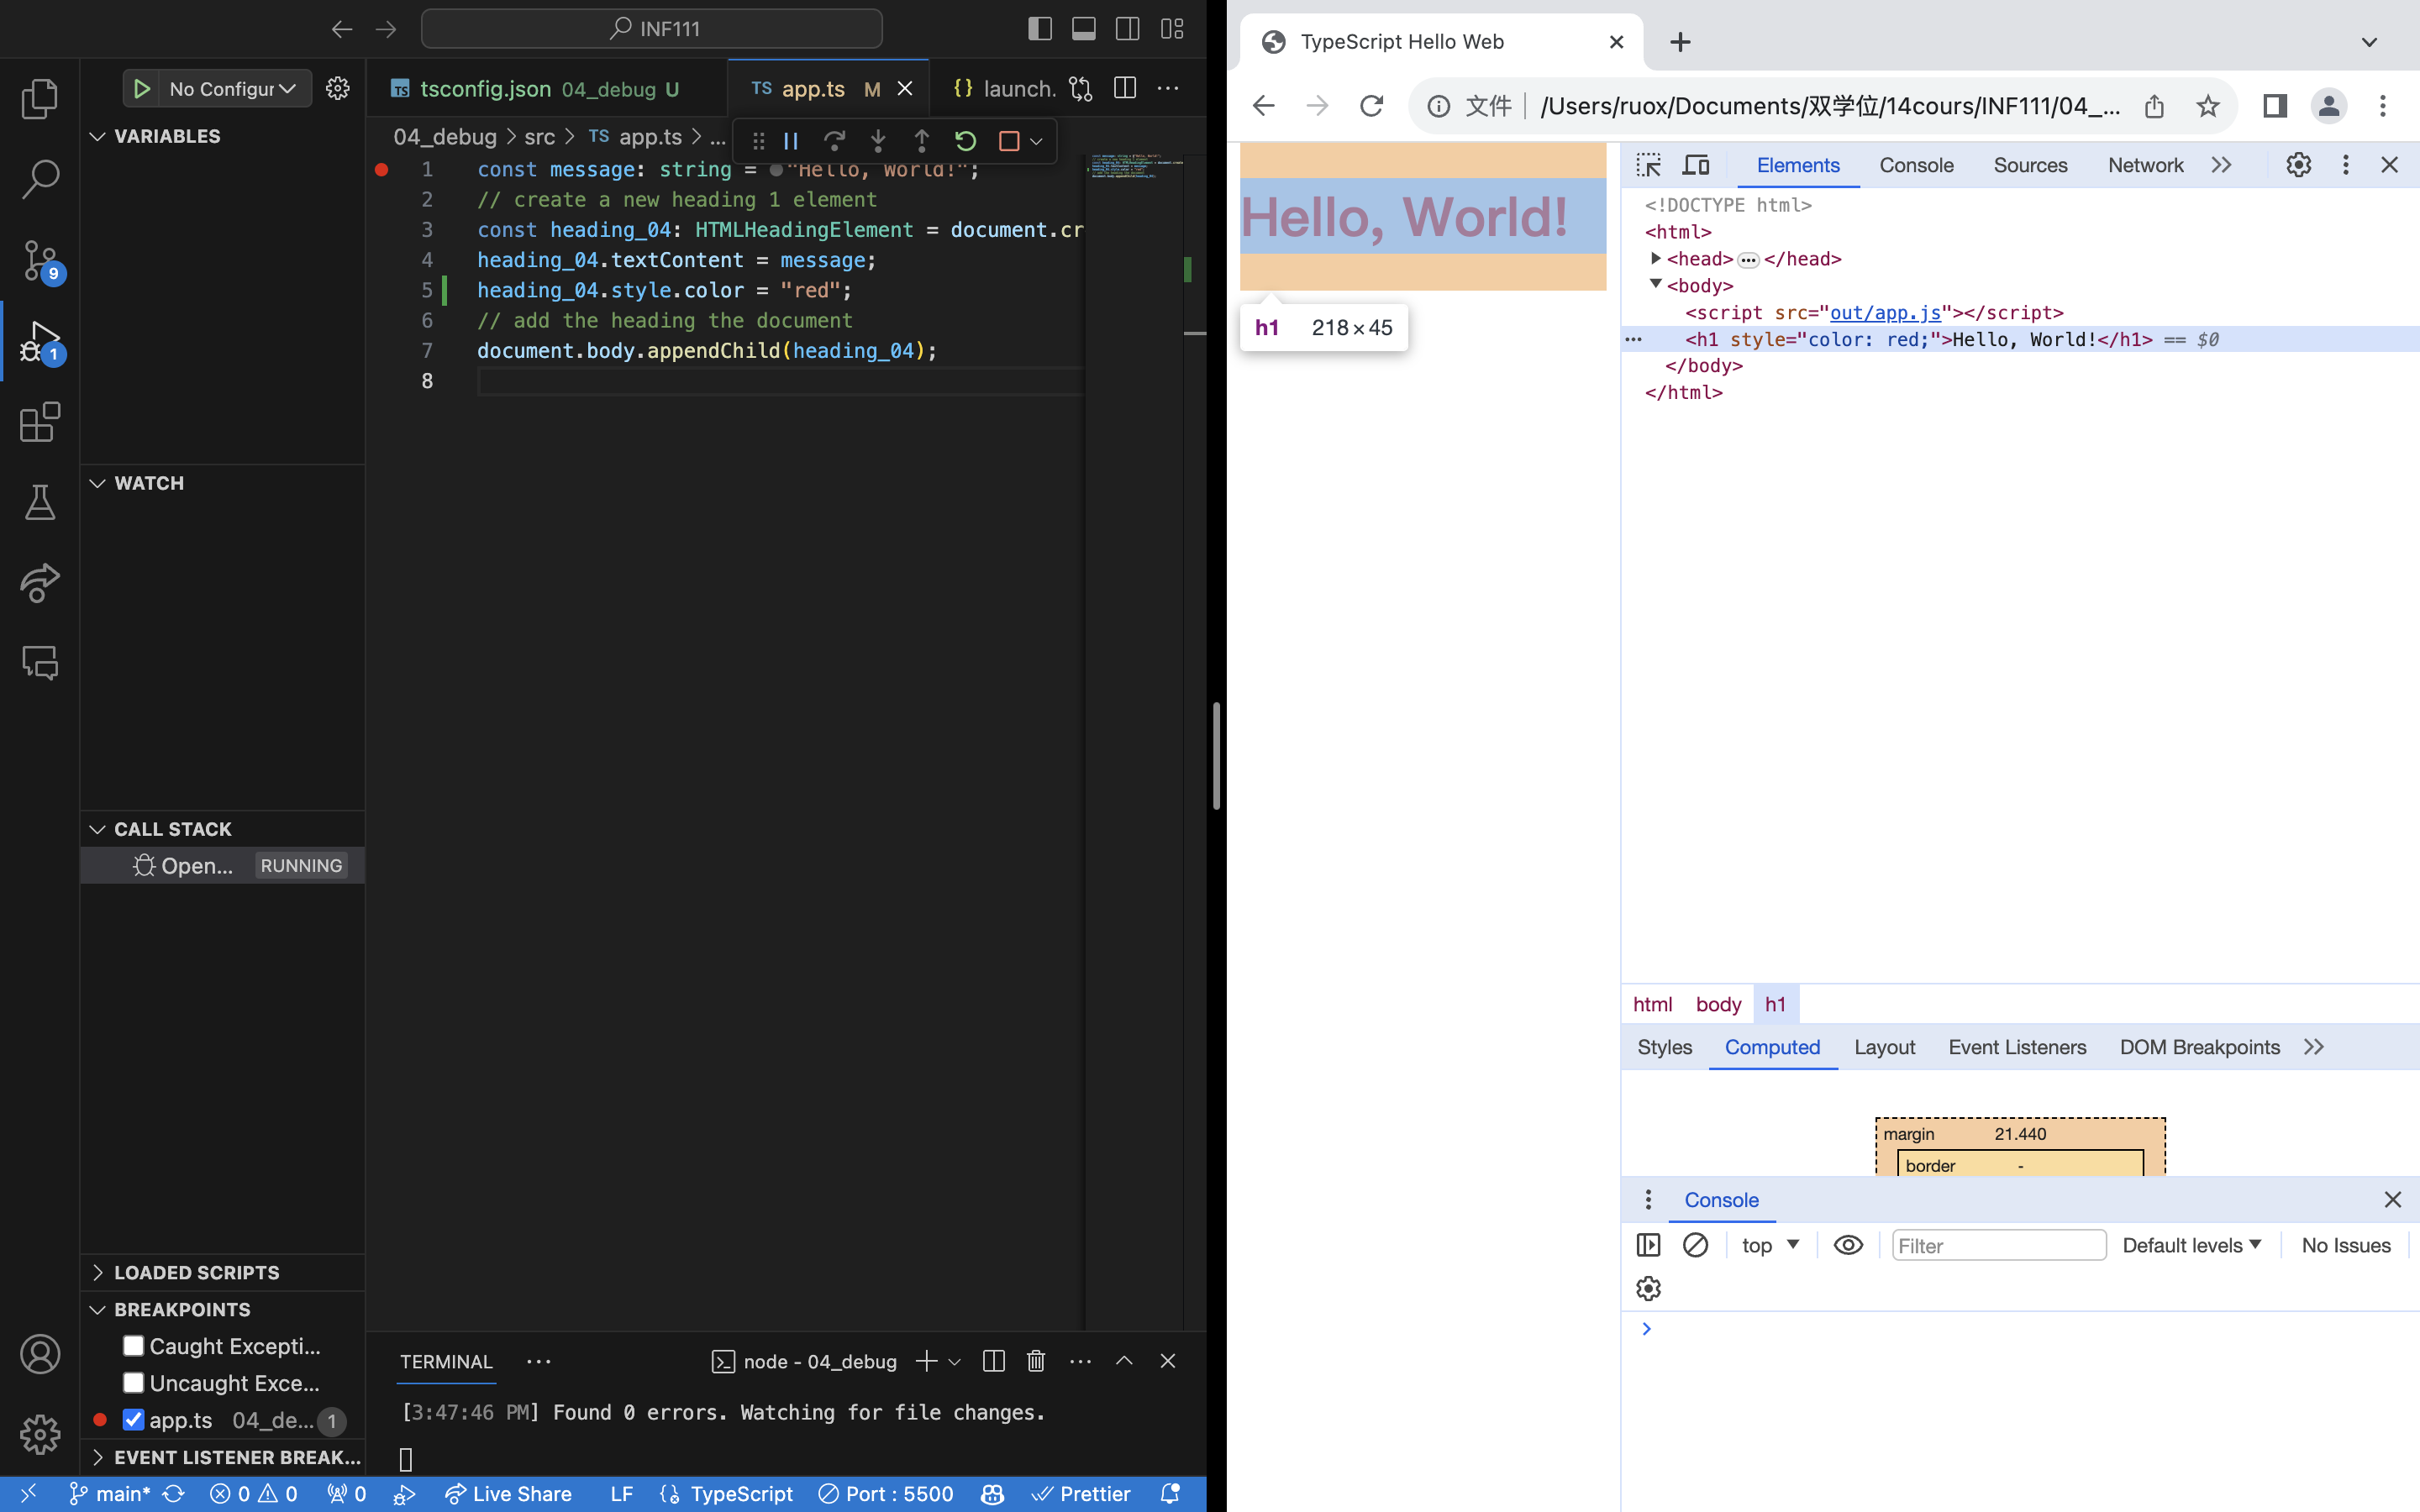 INF111
No Configur
tsconfig.json 04_debug U
TS app.ts M
{} launch.
VARIABLES
04_debug > src > TS app.ts > ...
1 const message: string = "Hello, World!";
2 // create a new heading 1 element
3 const heading_04: HTMLHeadingElement = document.cr
4 heading_04.textContent = message;
5 heading_04.style.color = "red";
6 // add the heading the document
7 document.body.appendChild(heading_04);
8
9
1
WATCH
CALL STACK
Open... RUNNING
LOADED SCRIPTS
BREAKPOINTS
Caught Excepti...
Uncaught Exce...
app.ts 04_de... 1
EVENT LISTENER BREAK...
TERMINAL ... node - 04_debug
[3:47:46 PM] Found 0 errors. Watching for file changes.
main* 0 0 0 Live Share LF TypeScript Port : 5500 Prettier
TypeScript Hello Web
文件 /Users/ruox/Documents/双学位/14cours/INF111/04_...
Hello, World!
h1 218×45
Elements Console Sources Network
<!DOCTYPE html>
<html>
<head> ... </head>
<body>
<script src="out/app.js"></script>
... <h1 style="color: red;">Hello, World!</h1> == $0
</body>
</html>
html body h1
Styles Computed Layout Event Listeners DOM Breakpoints
margin 21.440
border -
Console
top Filter Default levels No Issues